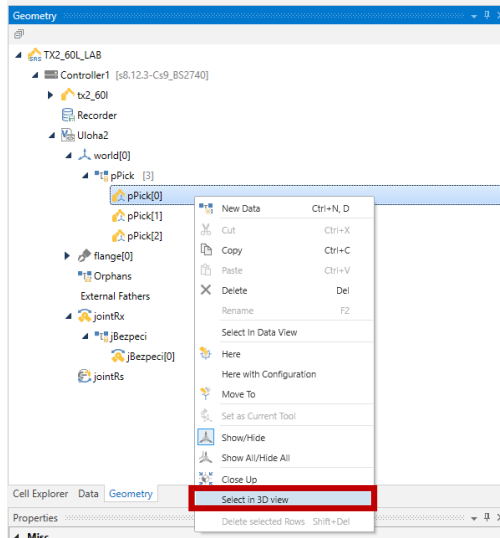 Geometry
TX2_60L_LAB
Controller1 [s8.12.3-Cs9_BS2740]
tx2_60l
Recorder
Uloha2
world[0]
pPick [3]
pPick[0]
pPick[1]
pPick[2]
flange[0]
Orphans
External Fathers
jointRx
jBezpeci
jBezpeci[0]
jointRs
New Data Ctrl+N, D
Cut Ctrl+X
Copy Ctrl+C
Paste Ctrl+V
Delete Del
Rename F2
Select In Data View
Here
Here with Configuration
Move To
Set as Current Tool
Show/Hide
Show All/Hide All
Close Up
Select in 3D view
Delete selected Rows Shift+Del
Cell Explorer Data Geometry
Properties
Misc